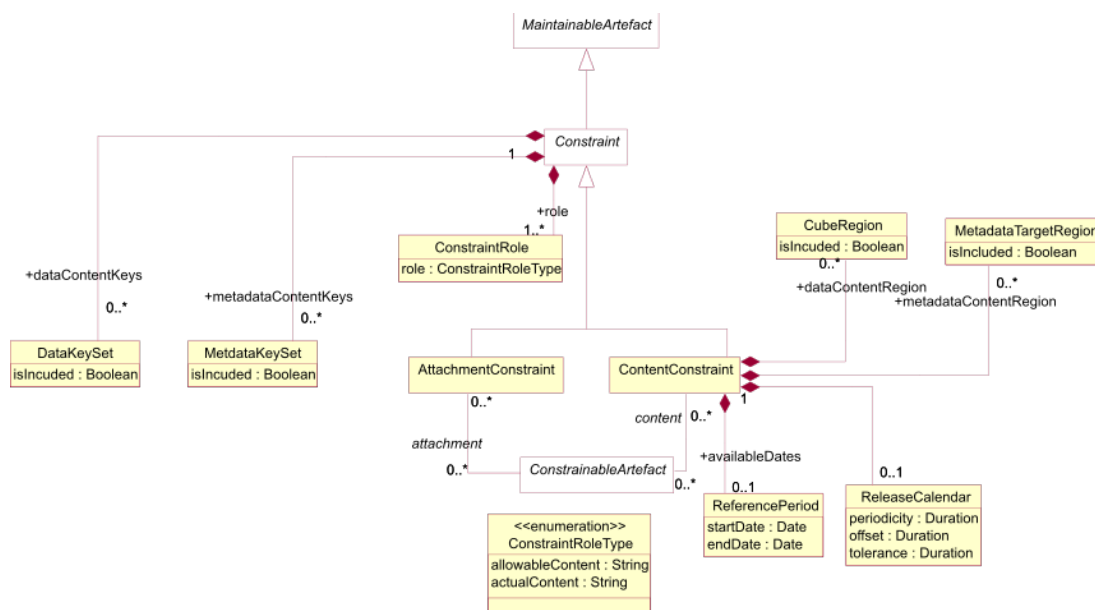 MaintainableArtefact
Constraint
1
+role
1..*
ConstraintRole
role : ConstraintRoleType
CubeRegion
isIncuded : Boolean
0..*
+dataContentRegion
MetadataTargetRegion
isIncluded : Boolean
0..*
+metadataContentRegion
+dataContentKeys
0..*
+metadataContentKeys
0..*
DataKeySet
isIncuded : Boolean
MetdataKeySet
isIncuded : Boolean
AttachmentConstraint
0..*
ContentConstraint
1
content
0..*
attachment
0..*
ConstrainableArtefact
0..*
+availableDates
0..1
0..1
ReferencePeriod
startDate : Date
endDate : Date
ReleaseCalendar
periodicity : Duration
offset : Duration
tolerance : Duration
<<enumeration>>
ConstraintRoleType
allowableContent : String
actualContent : String